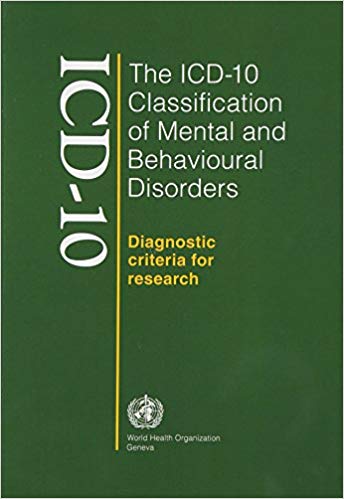 ICD-10
The ICD-10
Classification
of Mental and
Behavioural
Disorders
Diagnostic
criteria for
research
World Health Organization
Geneva